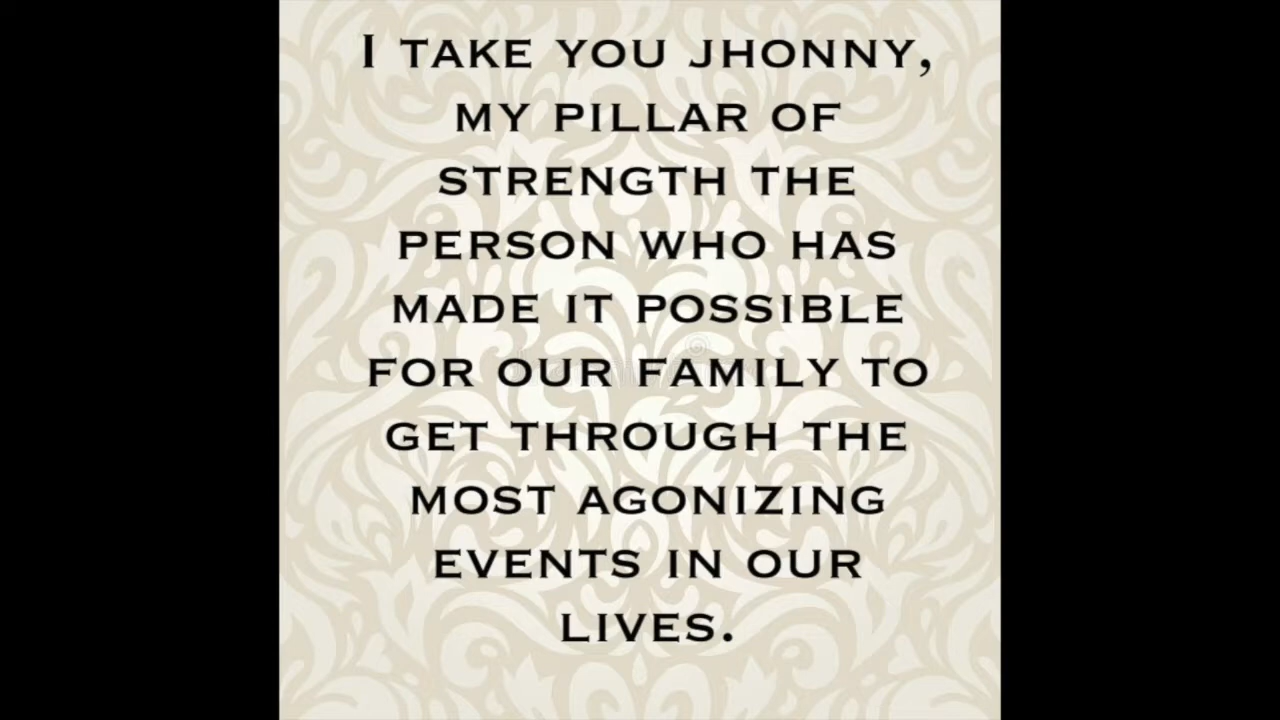 I TAKE YOU JHONNY,
MY PILLAR OF
STRENGTH THE
PERSON WHO HAS
MADE IT POSSIBLE
FOR OUR FAMILY TO
GET THROUGH THE
MOST AGONIZING
EVENTS IN OUR
LIVES.